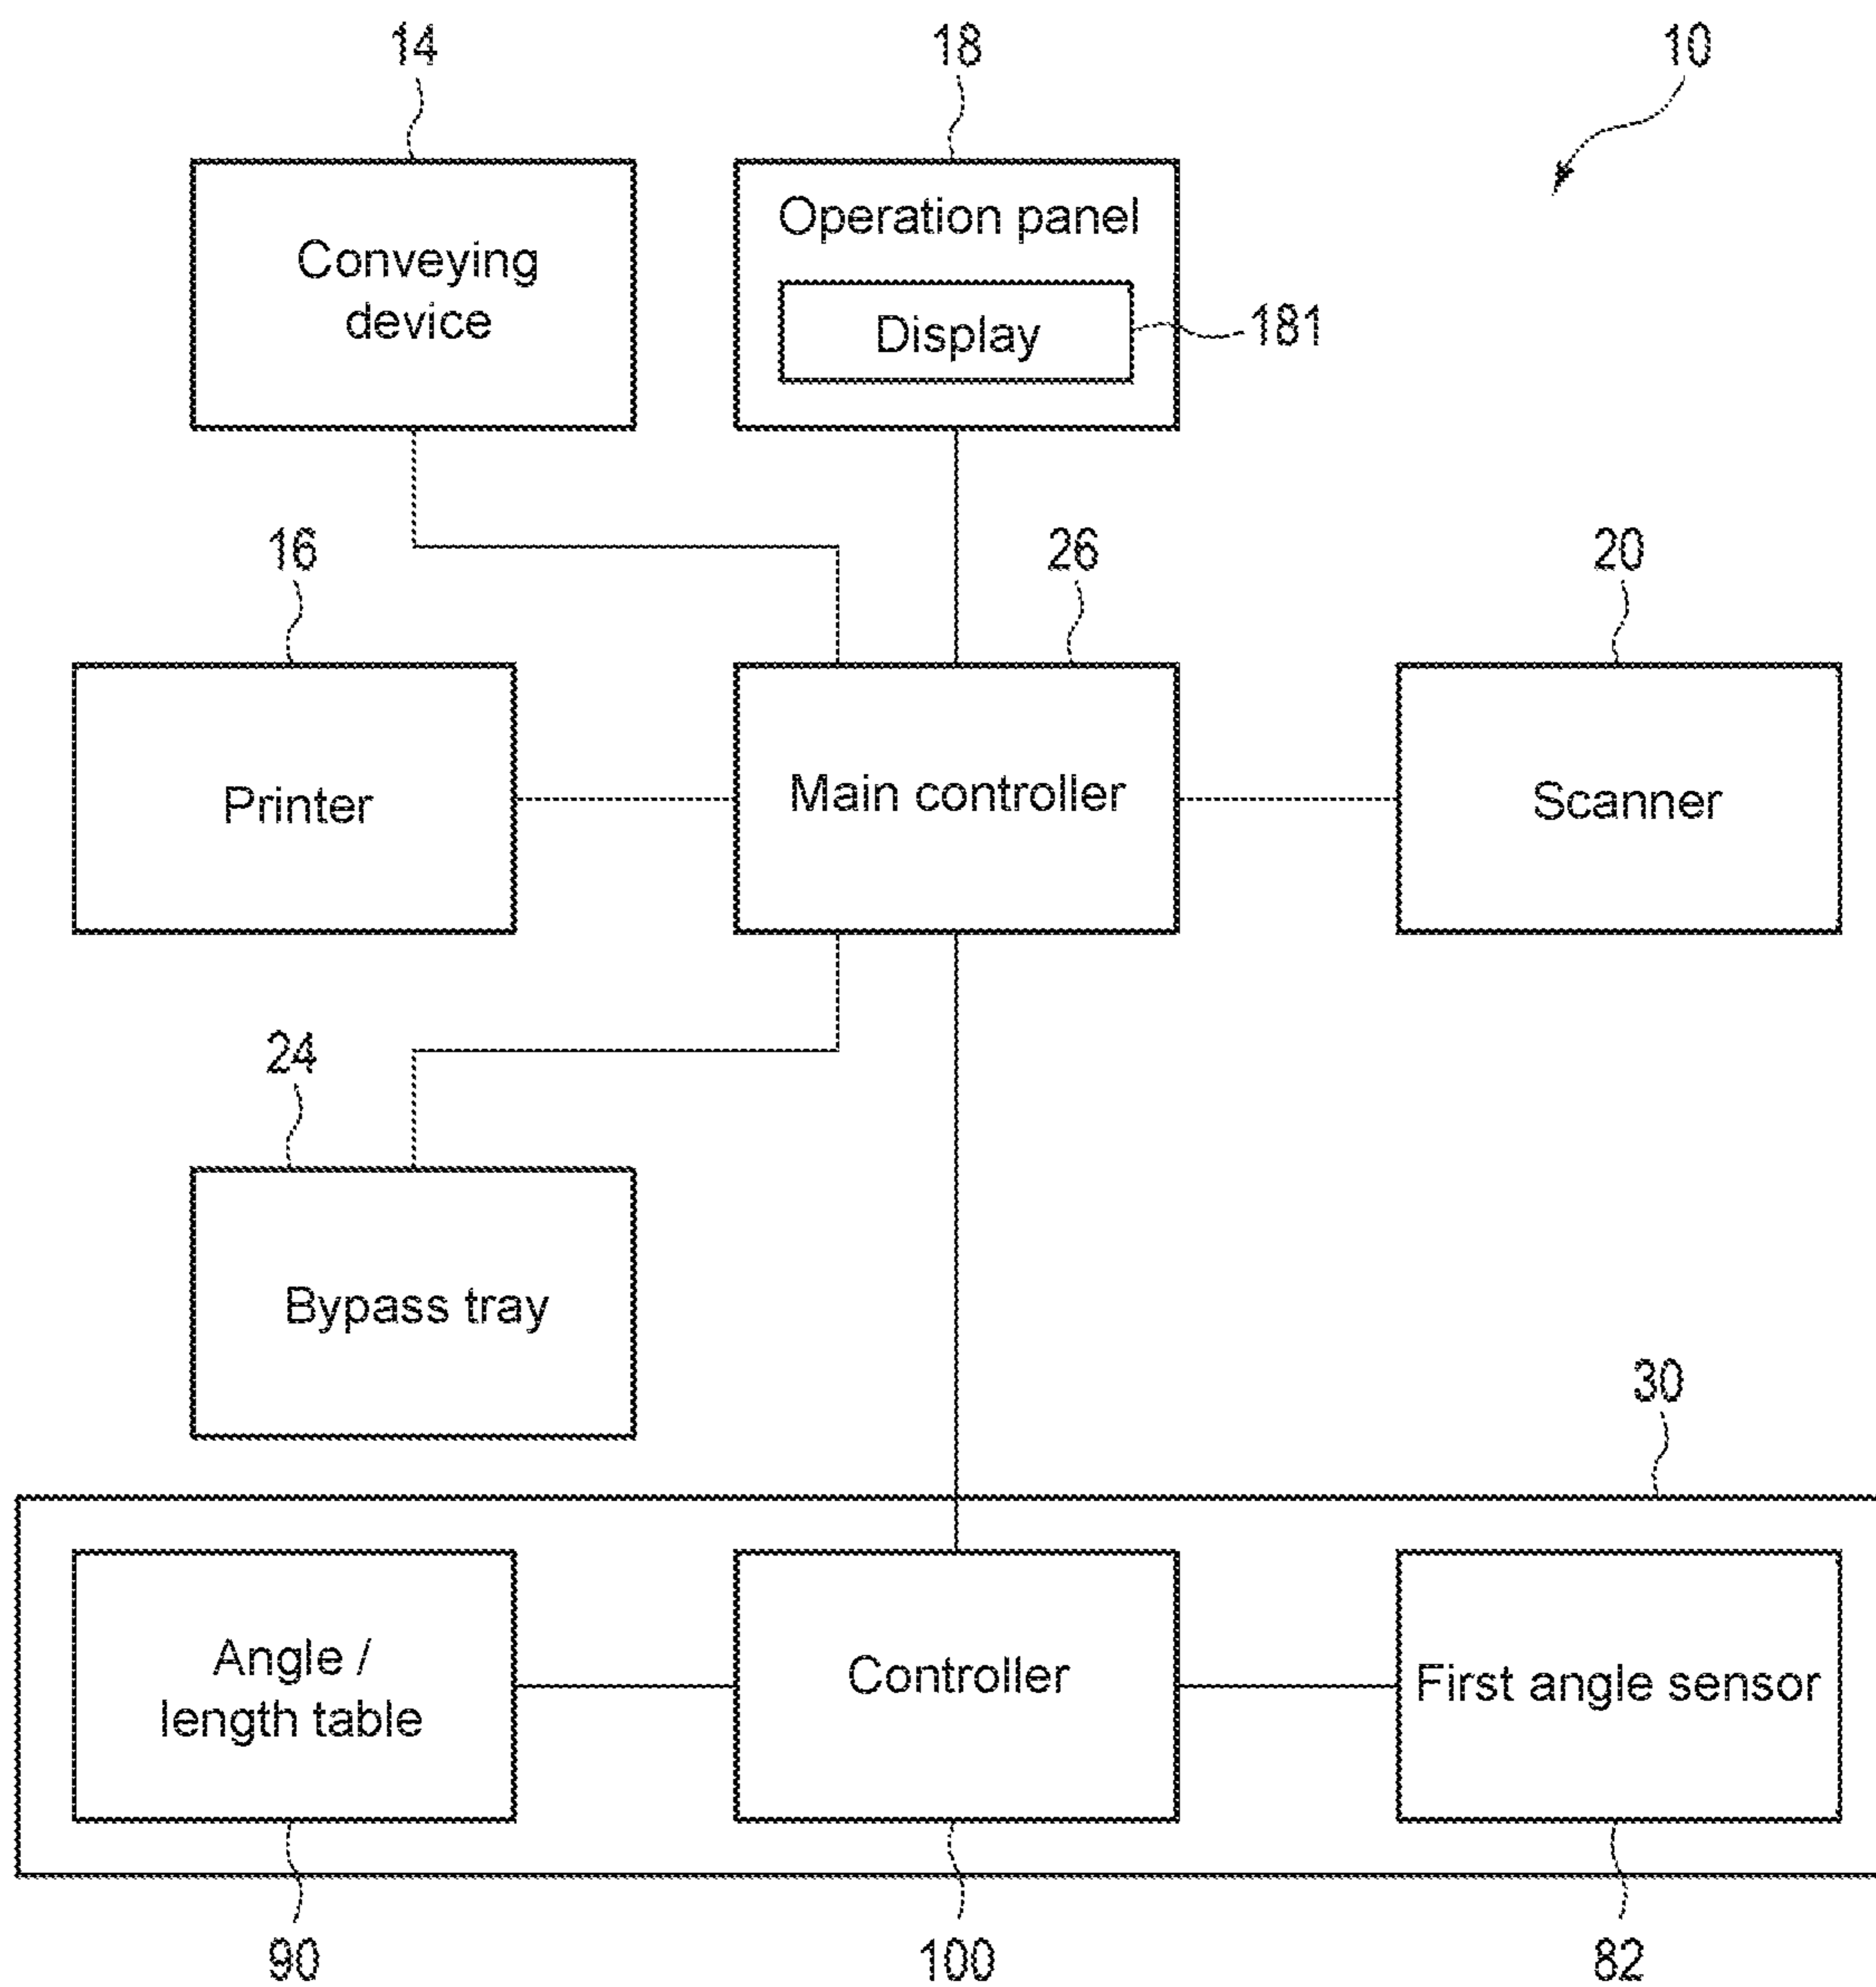 14
18
10
Conveying
device
Operation panel
Display
181
16
26
20
Printer
Main controller
Scanner
24
Bypass tray
30
Angle /
length table
Controller
First angle sensor
90
100
82